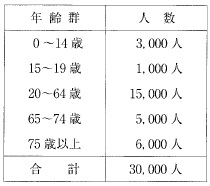 年齢群 人数
0～14歳 3,000人
15～19歳 1,000人
20～64歳 15,000人
65～74歳 5,000人
75歳以上 6,000人
合計 30,000人